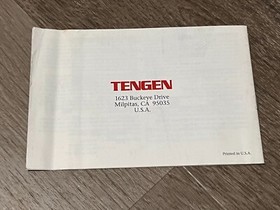 TENGEN
1623 Buckeye Drive
Milpitas, CA 95035
U.S.A.
Printed in U.S.A.